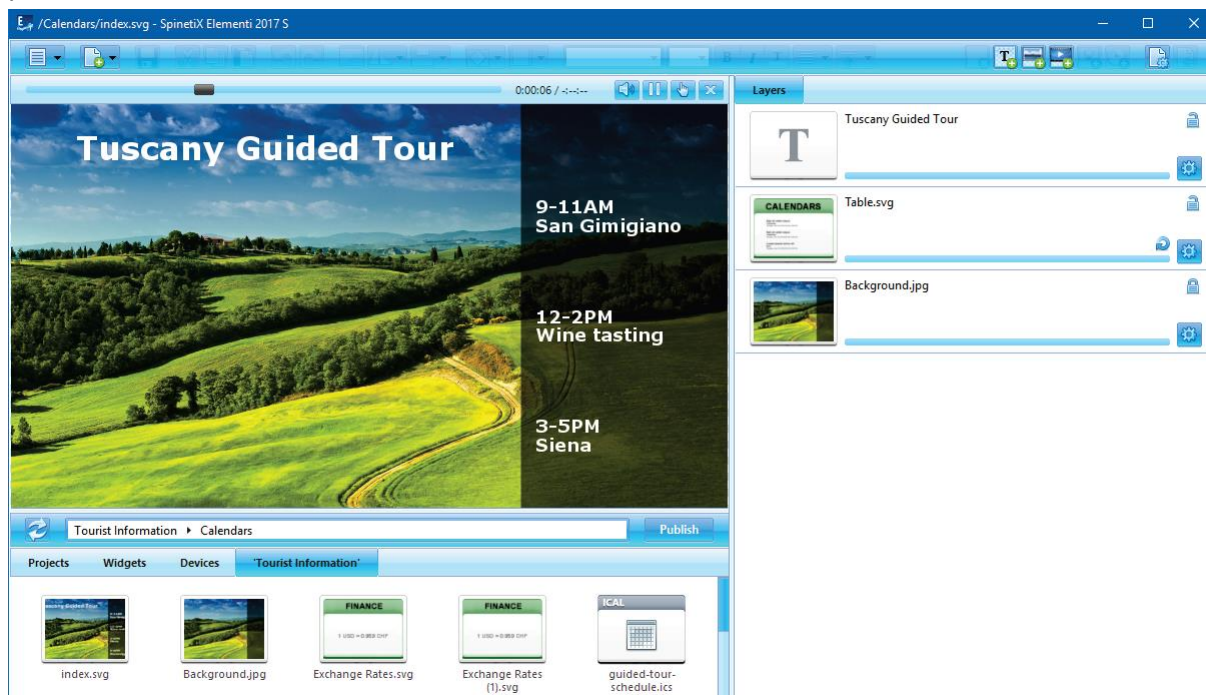 /Calendars/index.svg - SpinetiX Elementi 2017 S
0:00:06 / -:--:--
Layers
Tuscany Guided Tour
9-11AM
San Gimigiano
12-2PM
Wine tasting
3-5PM
Siena
T
Tuscany Guided Tour
CALENDARS
Table.svg
Background.jpg
Tourist Information ▸ Calendars
Publish
Projects Widgets Devices 'Tourist Information'
index.svg
Background.jpg
FINANCE
Exchange Rates.svg
FINANCE
Exchange Rates
(1).svg
ICAL
guided-tour-
schedule.ics